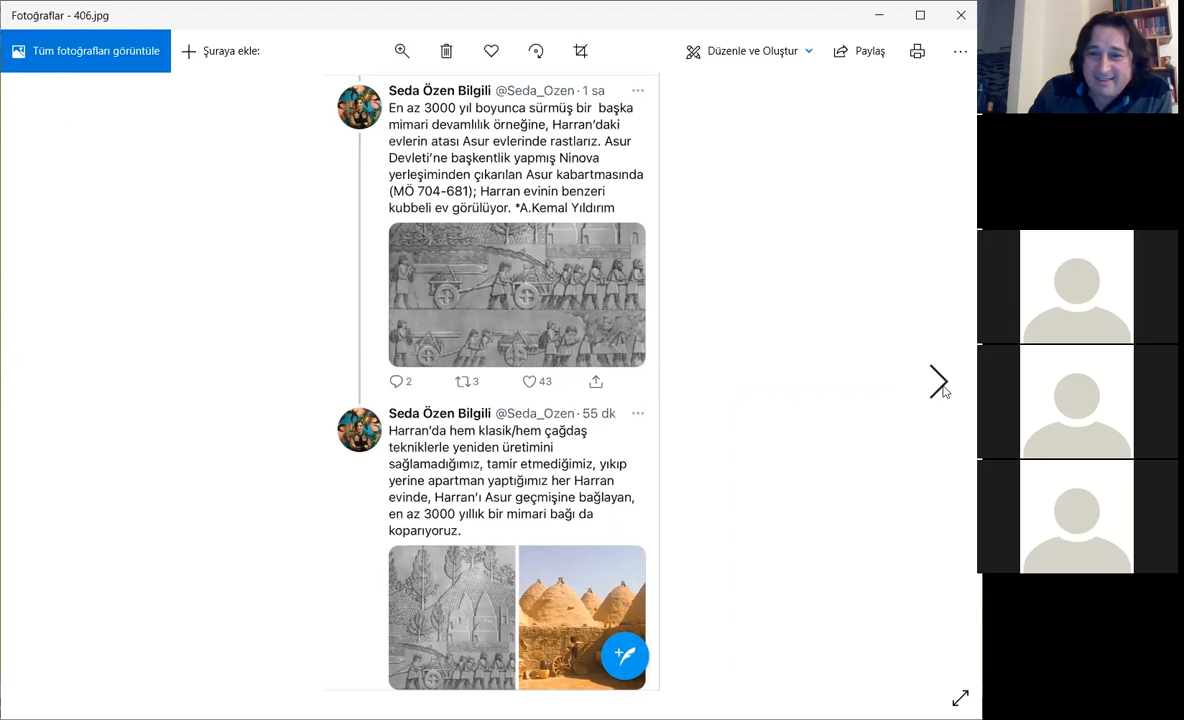 Fotoğraflar - 406.jpg
Tüm fotoğrafları görüntüle
Şuraya ekle:
Düzenle ve Oluştur
Paylaş
Seda Özen Bilgili @Seda_Ozen · 1 sa
En az 3000 yıl boyunca sürmüş bir başka
mimari devamlılık örneğine, Harran'daki
evlerin atası Asur evlerinde rastlarız. Asur
Devleti'ne başkentlik yapmış Ninova
yerleşiminden çıkarılan Asur kabartmasında
(MÖ 704-681); Harran evinin benzeri
kubbeli ev görülüyor. *A.Kemal Yıldırım
2 3 43
Seda Özen Bilgili @Seda_Ozen · 55 dk
Harran'da hem klasik/hem çağdaş
tekniklerle yeniden üretimini
sağlamadığımız, tamir etmediğimiz, yıkıp
yerine apartman yaptığımız her Harran
evinde, Harran'ı Asur geçmişine bağlayan,
en az 3000 yıllık bir mimari bağı da
koparıyoruz.